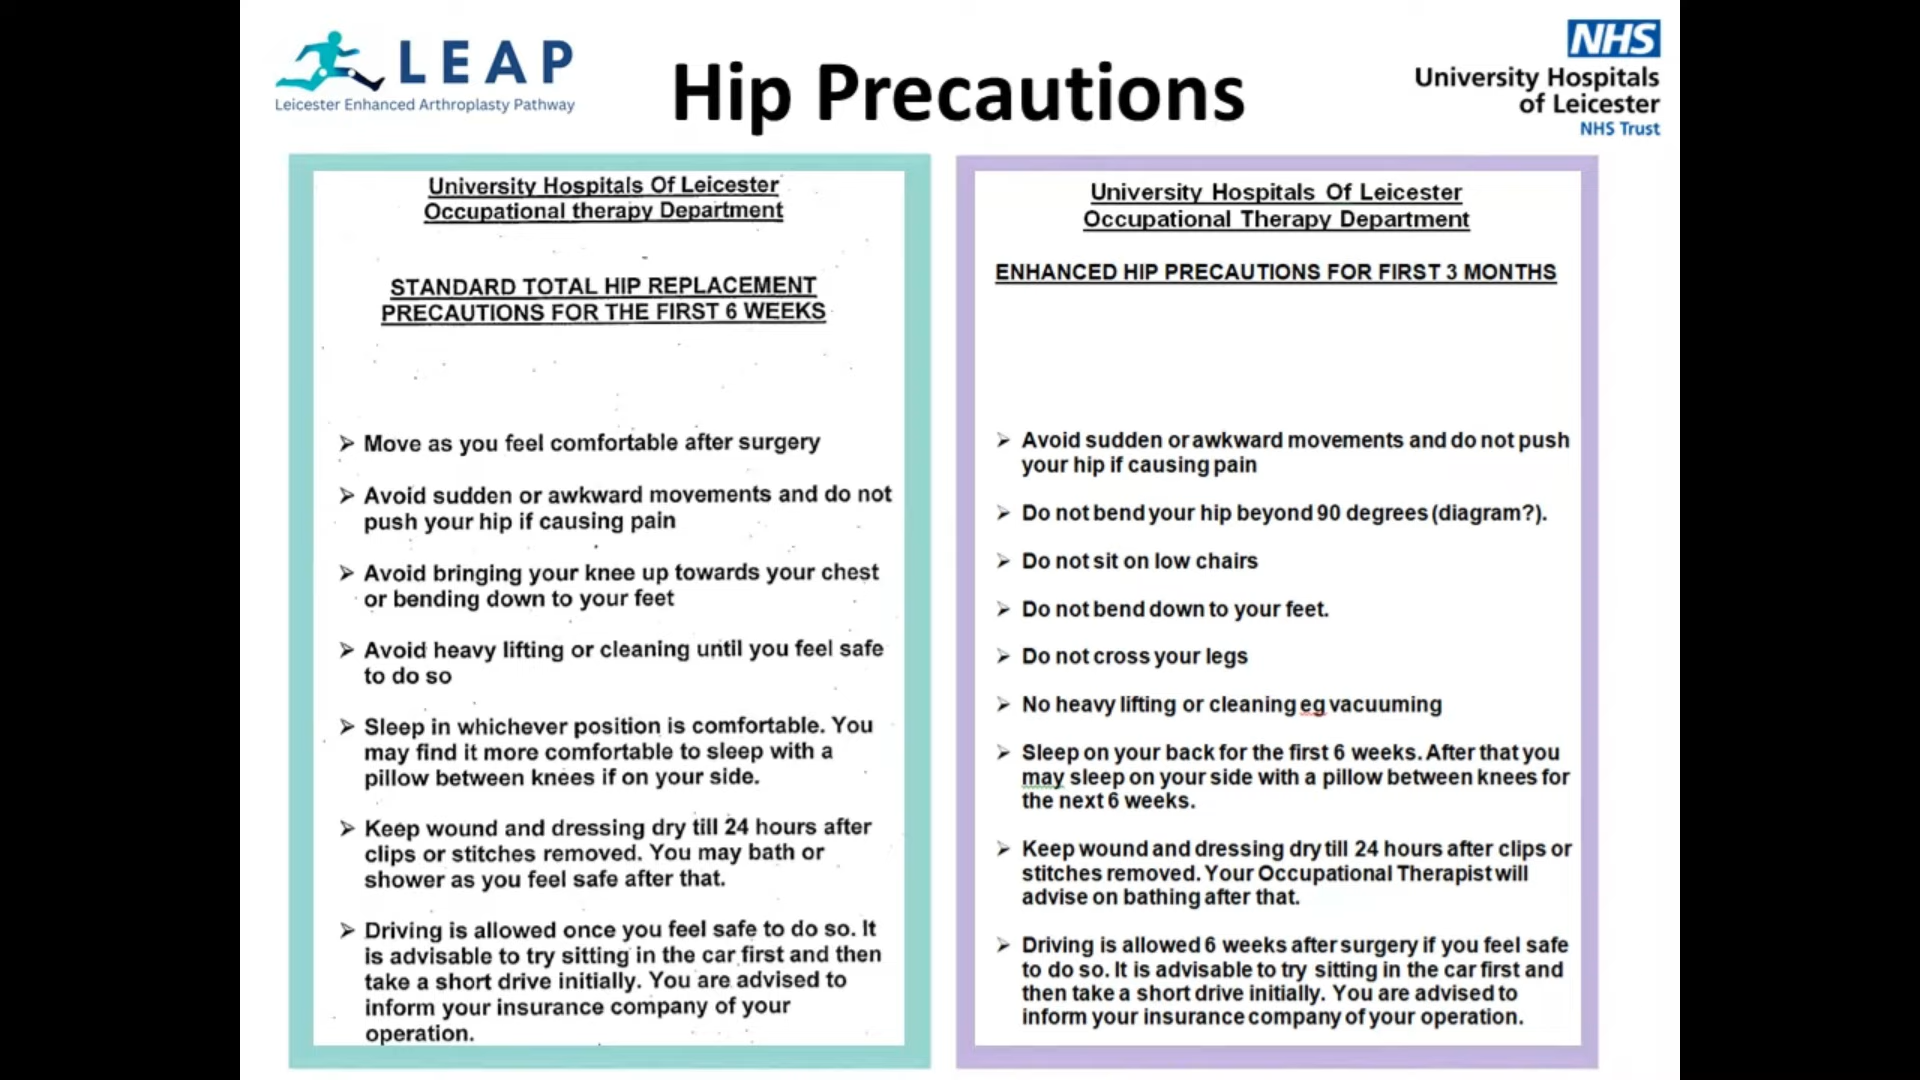 LEAP
Leicester Enhanced Arthroplasty Pathway
Hip Precautions
NHS
University Hospitals
of Leicester
NHS Trust
University Hospitals Of Leicester
Occupational therapy Department
STANDARD TOTAL HIP REPLACEMENT
PRECAUTIONS FOR THE FIRST 6 WEEKS
➢ Move as you feel comfortable after surgery
➢ Avoid sudden or awkward movements and do not
push your hip if causing pain
➢ Avoid bringing your knee up towards your chest
or bending down to your feet
➢ Avoid heavy lifting or cleaning until you feel safe
to do so
➢ Sleep in whichever position is comfortable. You
may find it more comfortable to sleep with a
pillow between knees if on your side.
➢ Keep wound and dressing dry till 24 hours after
clips or stitches removed. You may bath or
shower as you feel safe after that.
➢ Driving is allowed once you feel safe to do so. It
is advisable to try sitting in the car first and then
take a short drive initially. You are advised to
inform your insurance company of your
operation.
University Hospitals Of Leicester
Occupational Therapy Department
ENHANCED HIP PRECAUTIONS FOR FIRST 3 MONTHS
➢ Avoid sudden or awkward movements and do not push
your hip if causing pain
➢ Do not bend your hip beyond 90 degrees (diagram?).
➢ Do not sit on low chairs
➢ Do not bend down to your feet.
➢ Do not cross your legs
➢ No heavy lifting or cleaning eg vacuuming
➢ Sleep on your back for the first 6 weeks. After that you
may sleep on your side with a pillow between knees for
the next 6 weeks.
➢ Keep wound and dressing dry till 24 hours after clips or
stitches removed. Your Occupational Therapist will
advise on bathing after that.
➢ Driving is allowed 6 weeks after surgery if you feel safe
to do so. It is advisable to try sitting in the car first and
then take a short drive initially. You are advised to
inform your insurance company of your operation.